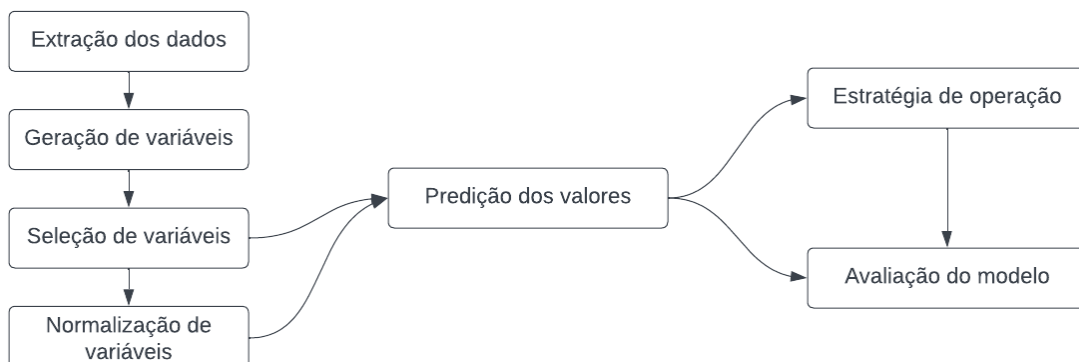 Extração dos dados
Geração de variáveis
Seleção de variáveis
Normalização de
variáveis
Predição dos valores
Estratégia de operação
Avaliação do modelo